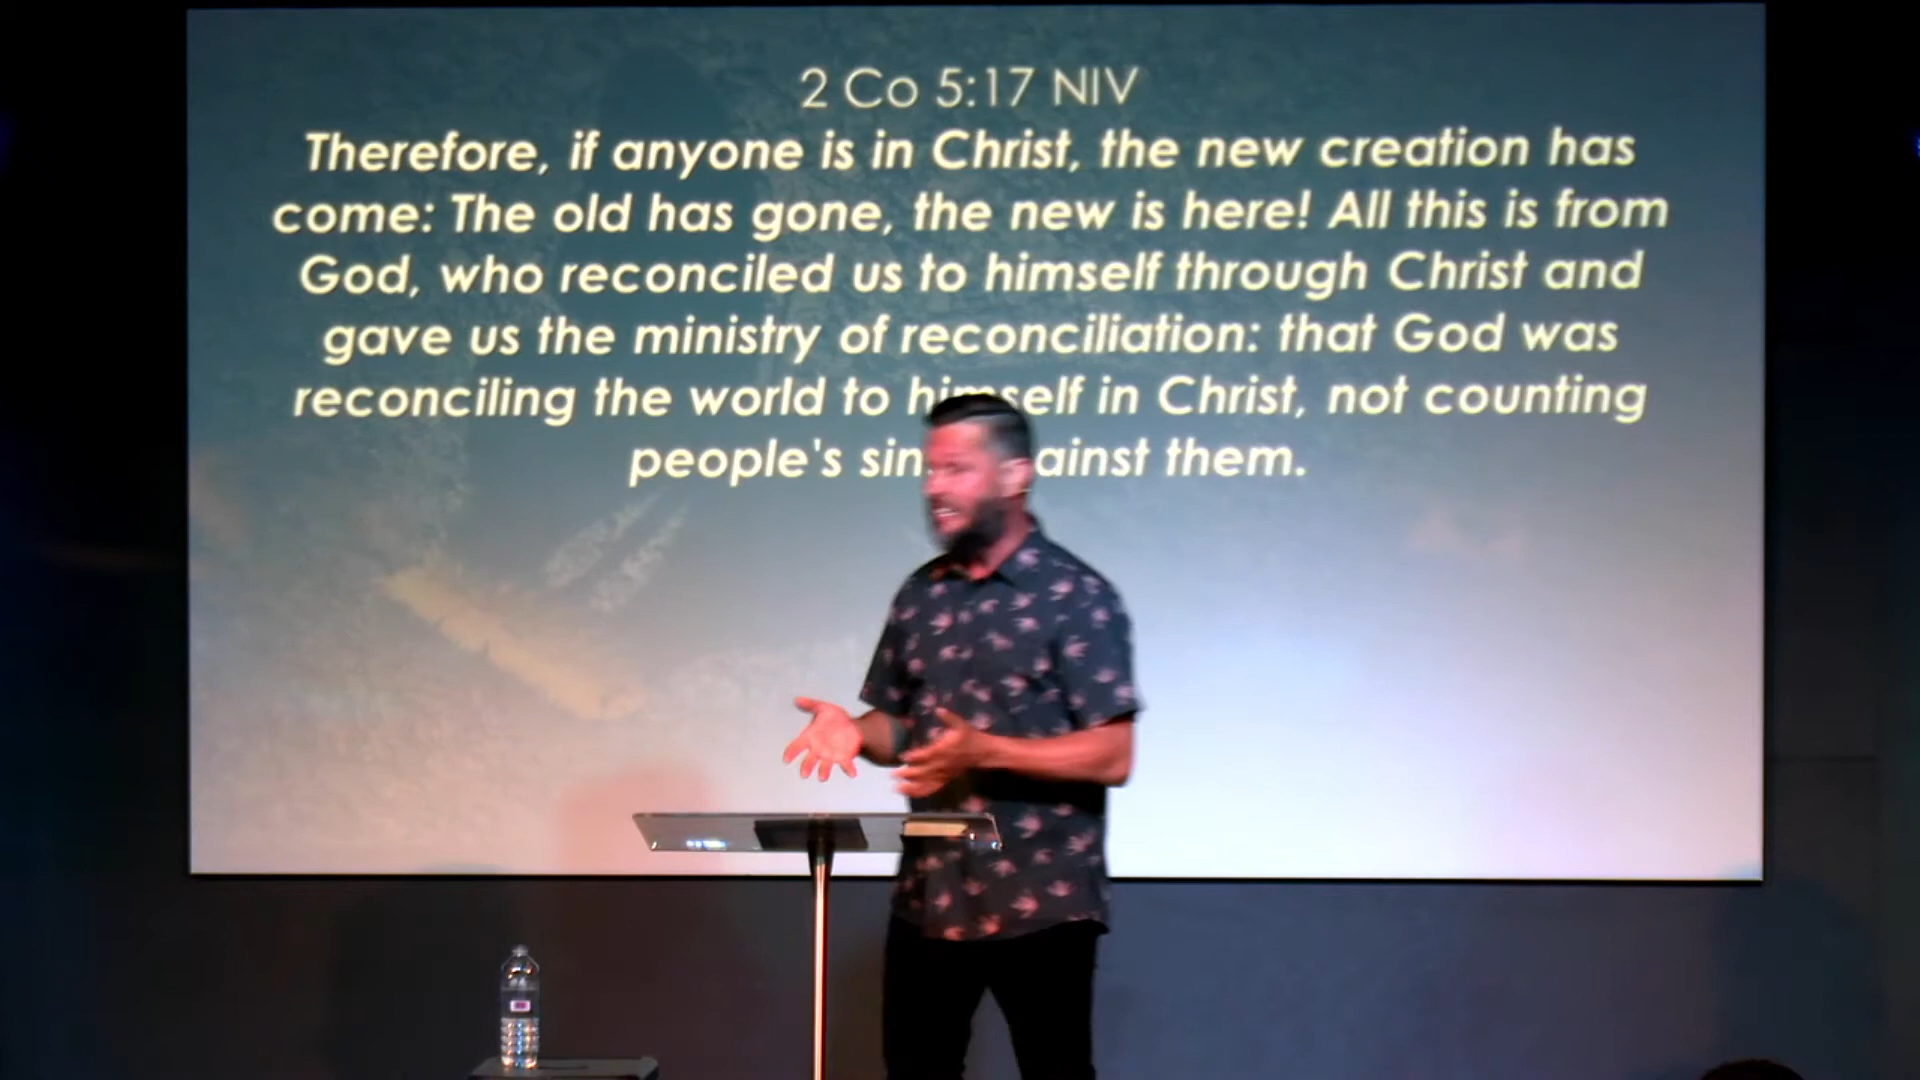 2 Co 5:17 NIV
Therefore, if anyone is in Christ, the new creation has
come: The old has gone, the new is here! All this is from
God, who reconciled us to himself through Christ and
gave us the ministry of reconciliation: that God was
reconciling the world to himself in Christ, not counting
people's them.